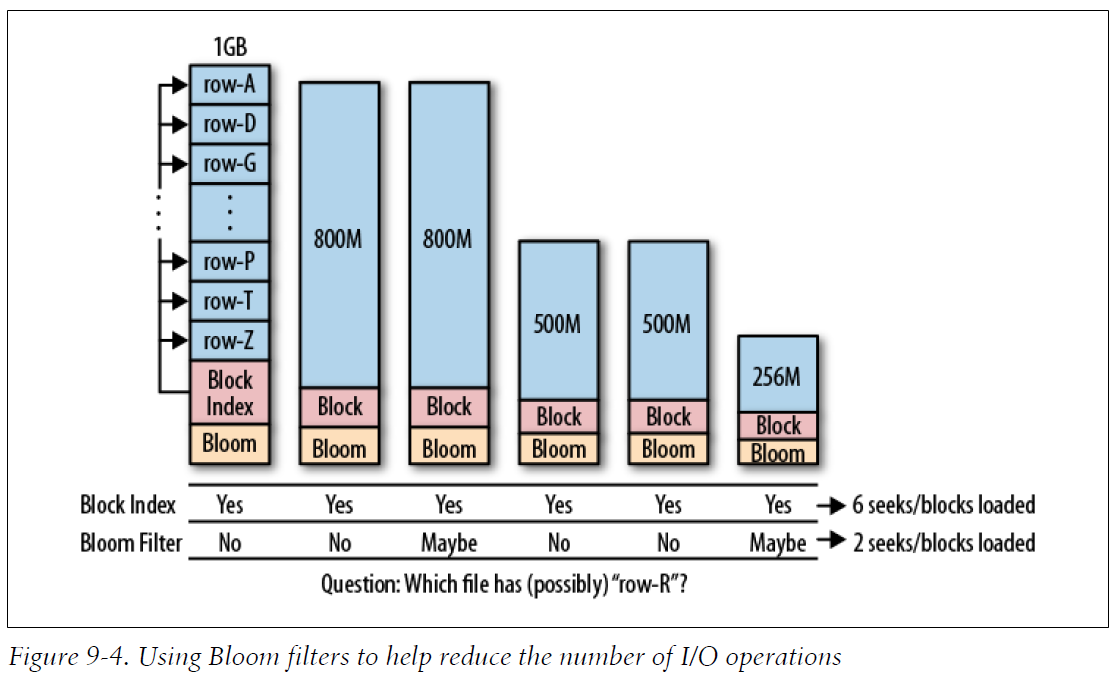 1GB
row-A
row-D
row-G
row-P
row-T
row-Z
Block
Index
Bloom
800M
Block
Bloom
800M
Block
Bloom
500M
Block
Bloom
500M
Block
Bloom
256M
Block
Bloom
Block Index Yes Yes Yes Yes Yes Yes 6 seeks/blocks loaded
Bloom Filter No No Maybe No No Maybe 2 seeks/blocks loaded
Question: Which file has (possibly) “row-R”?
Figure 9-4. Using Bloom filters to help reduce the number of I/O operations